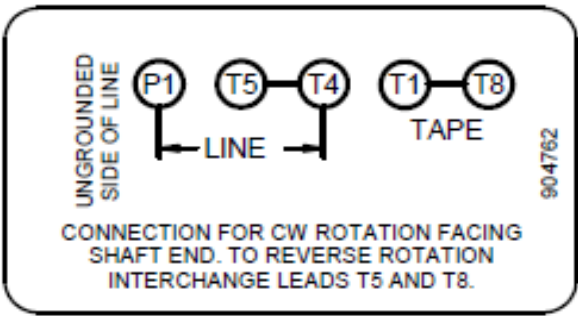 UNGROUNDED
SIDE OF LINE
P1 T5 T4 T1 T8
LINE
TAPE
904762
CONNECTION FOR CW ROTATION FACING
SHAFT END. TO REVERSE ROTATION
INTERCHANGE LEADS T5 AND T8.